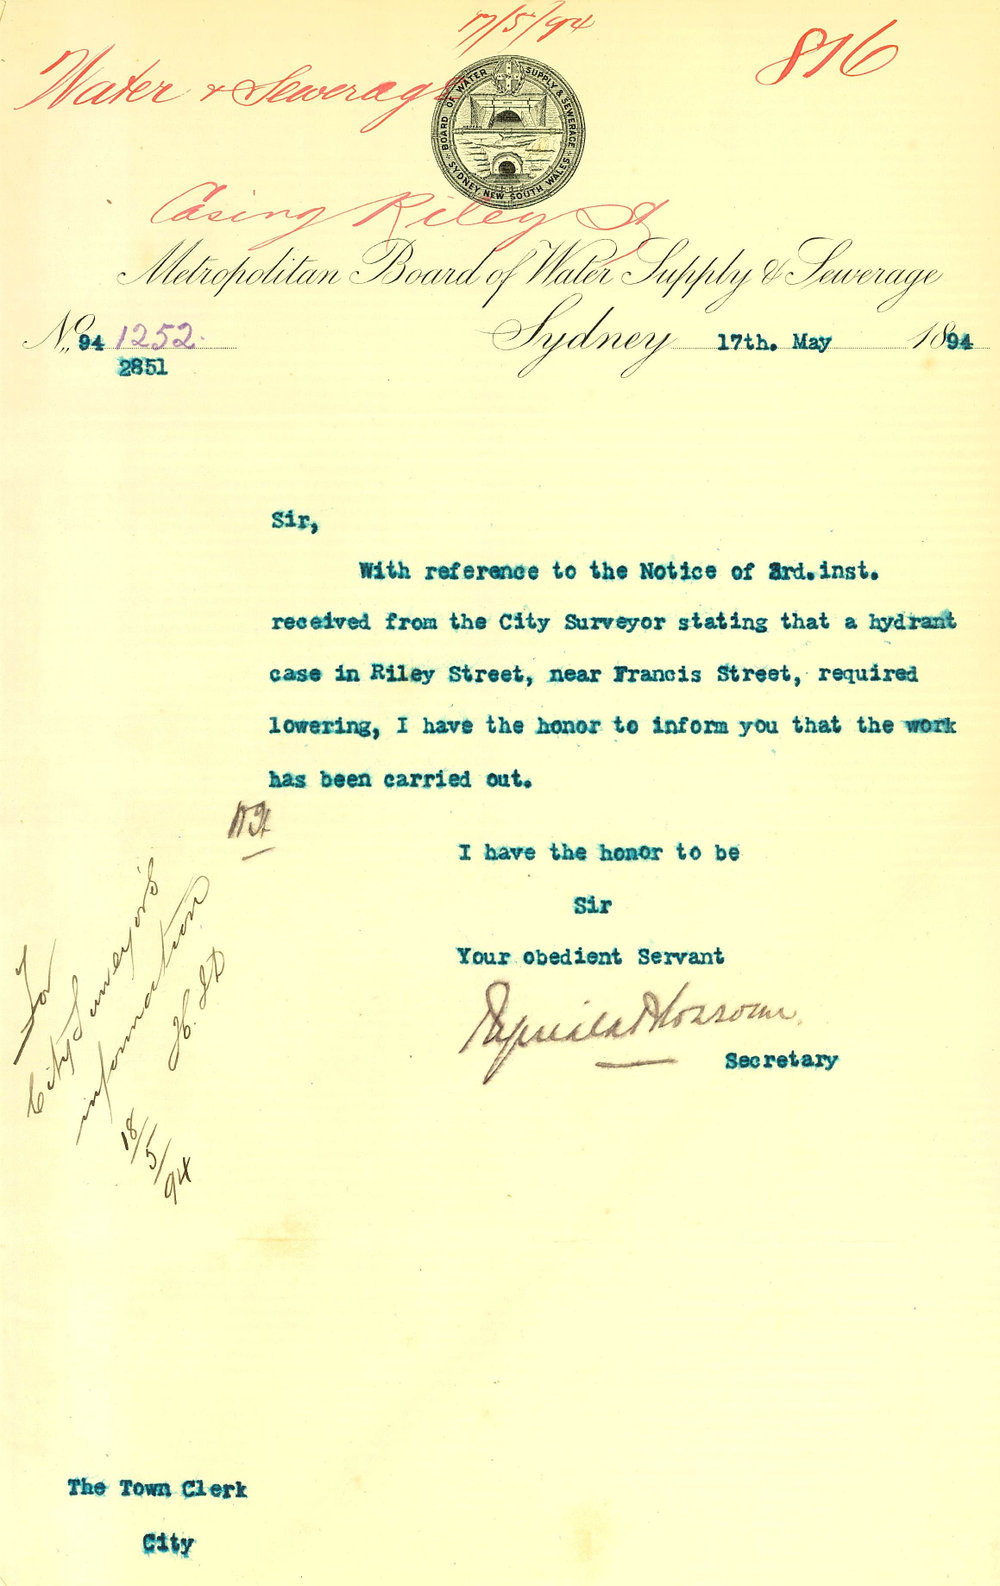 17/5/94
816
Water & Sewerage
BOARD OF WATER SUPPLY & SEWERAGE
SYDNEY NEW SOUTH WALES
Casing Riley St
Metropolitan Board of Water Supply & Sewerage
No. 94 1252. Sydney 17th. May 1894
2851
Sir,
With reference to the Notice of 3rd.inst.
received from the City Surveyor stating that a hydrant
case in Riley Street, near Francis Street, required
lowering, I have the honor to inform you that the work
has been carried out.
I have the honor to be
Sir
Your obedient Servant
Secretary
For
City Surveyor's
information
18/5/94
The Town Clerk
City